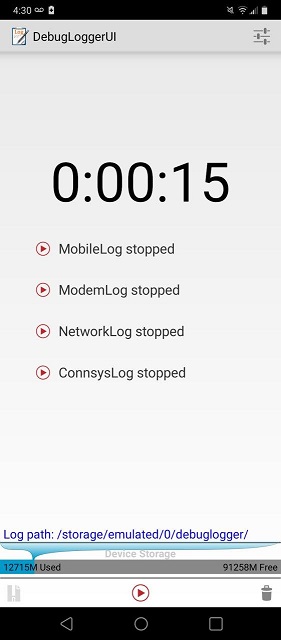 4:30
DebugLoggerUI
0:00:15
MobileLog stopped
ModemLog stopped
NetworkLog stopped
ConnsysLog stopped
Log path: /storage/emulated/0/debuglogger/
Device Storage
12715M Used 91258M Free